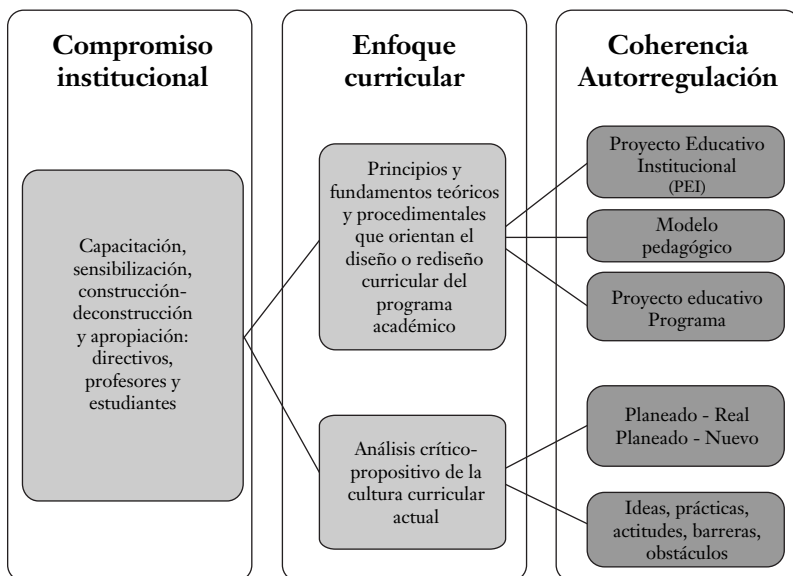 Compromiso
institucional
Capacitación,
sensibilización,
construcción-
deconstrucción
y apropiación:
directivos,
profesores y
estudiantes
Enfoque
curricular
Principios y
fundamentos teóricos
y procedimentales
que orientan el
diseño o rediseño
curricular del
programa
académico
Análisis crítico-
propositivo de la
cultura curricular
actual
Coherencia
Autorregulación
Proyecto Educativo
Institucional
(PEI)
Modelo
pedagógico
Proyecto educativo
Programa
Planeado - Real
Planeado - Nuevo
Ideas, prácticas,
actitudes, barreras,
obstáculos